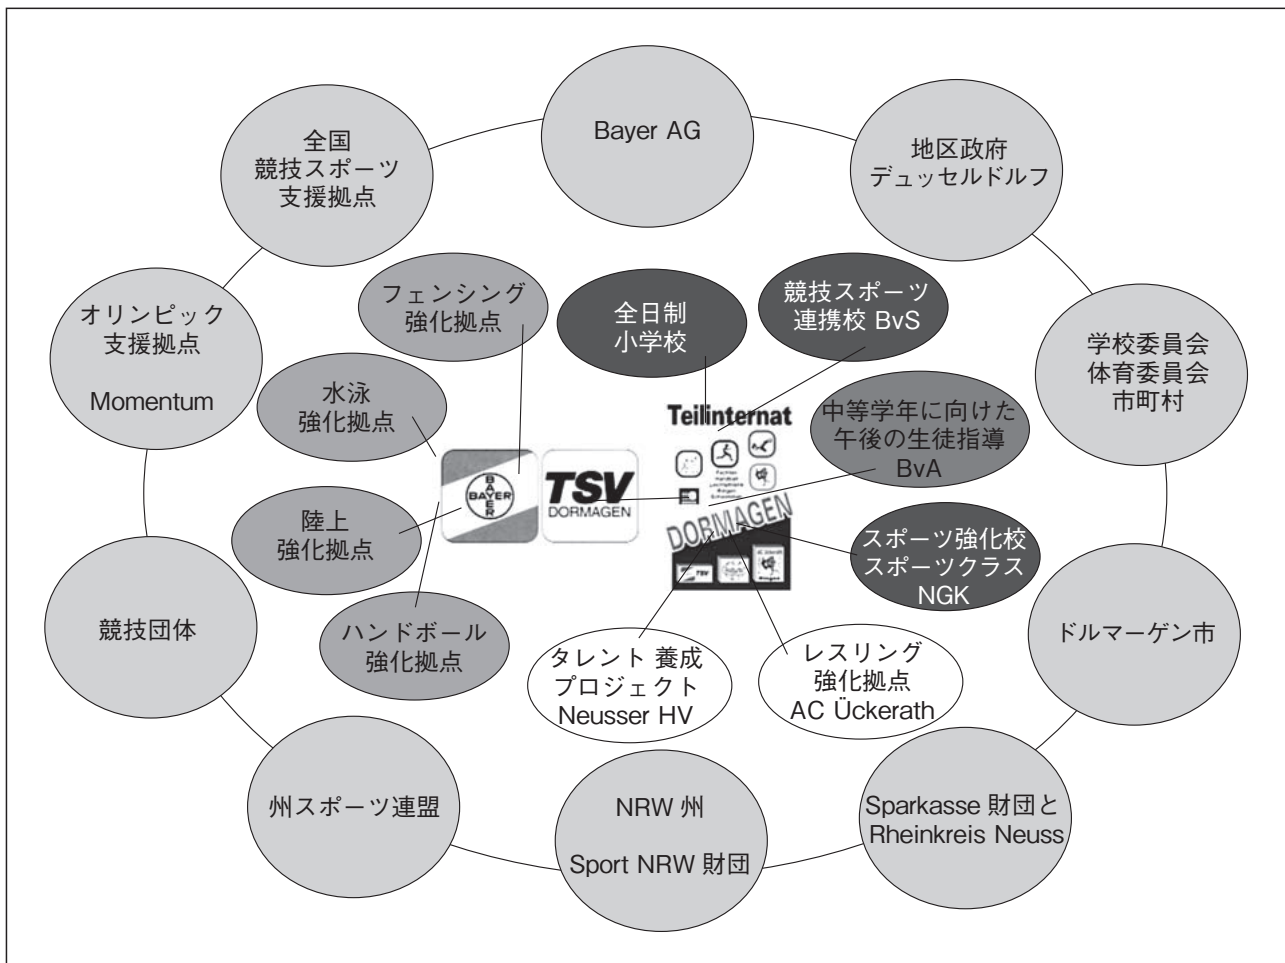 Bayer AG
全国
競技スポーツ
支援拠点
地区政府
デュッセルドルフ
オリンピック
支援拠点
Momentum
フェンシング
強化拠点
全日制
小学校
競技スポーツ
連携校 BvS
学校委員会
体育委員会
市町村
水泳
強化拠点
中等学年に向けた
午後の生徒指導
BvA
Teilinternat
BAYER
BAYER
TSV
DORMAGEN
DORMAGEN
TSV
陸上
強化拠点
スポーツ強化校
スポーツクラス
NGK
競技団体
ハンドボール
強化拠点
タレント 養成
プロジェクト
Neusser HV
レスリング
強化拠点
AC Ückerath
ドルマーゲン市
州スポーツ連盟
NRW 州
Sport NRW 財団
Sparkasse 財団と
Rheinkreis Neuss